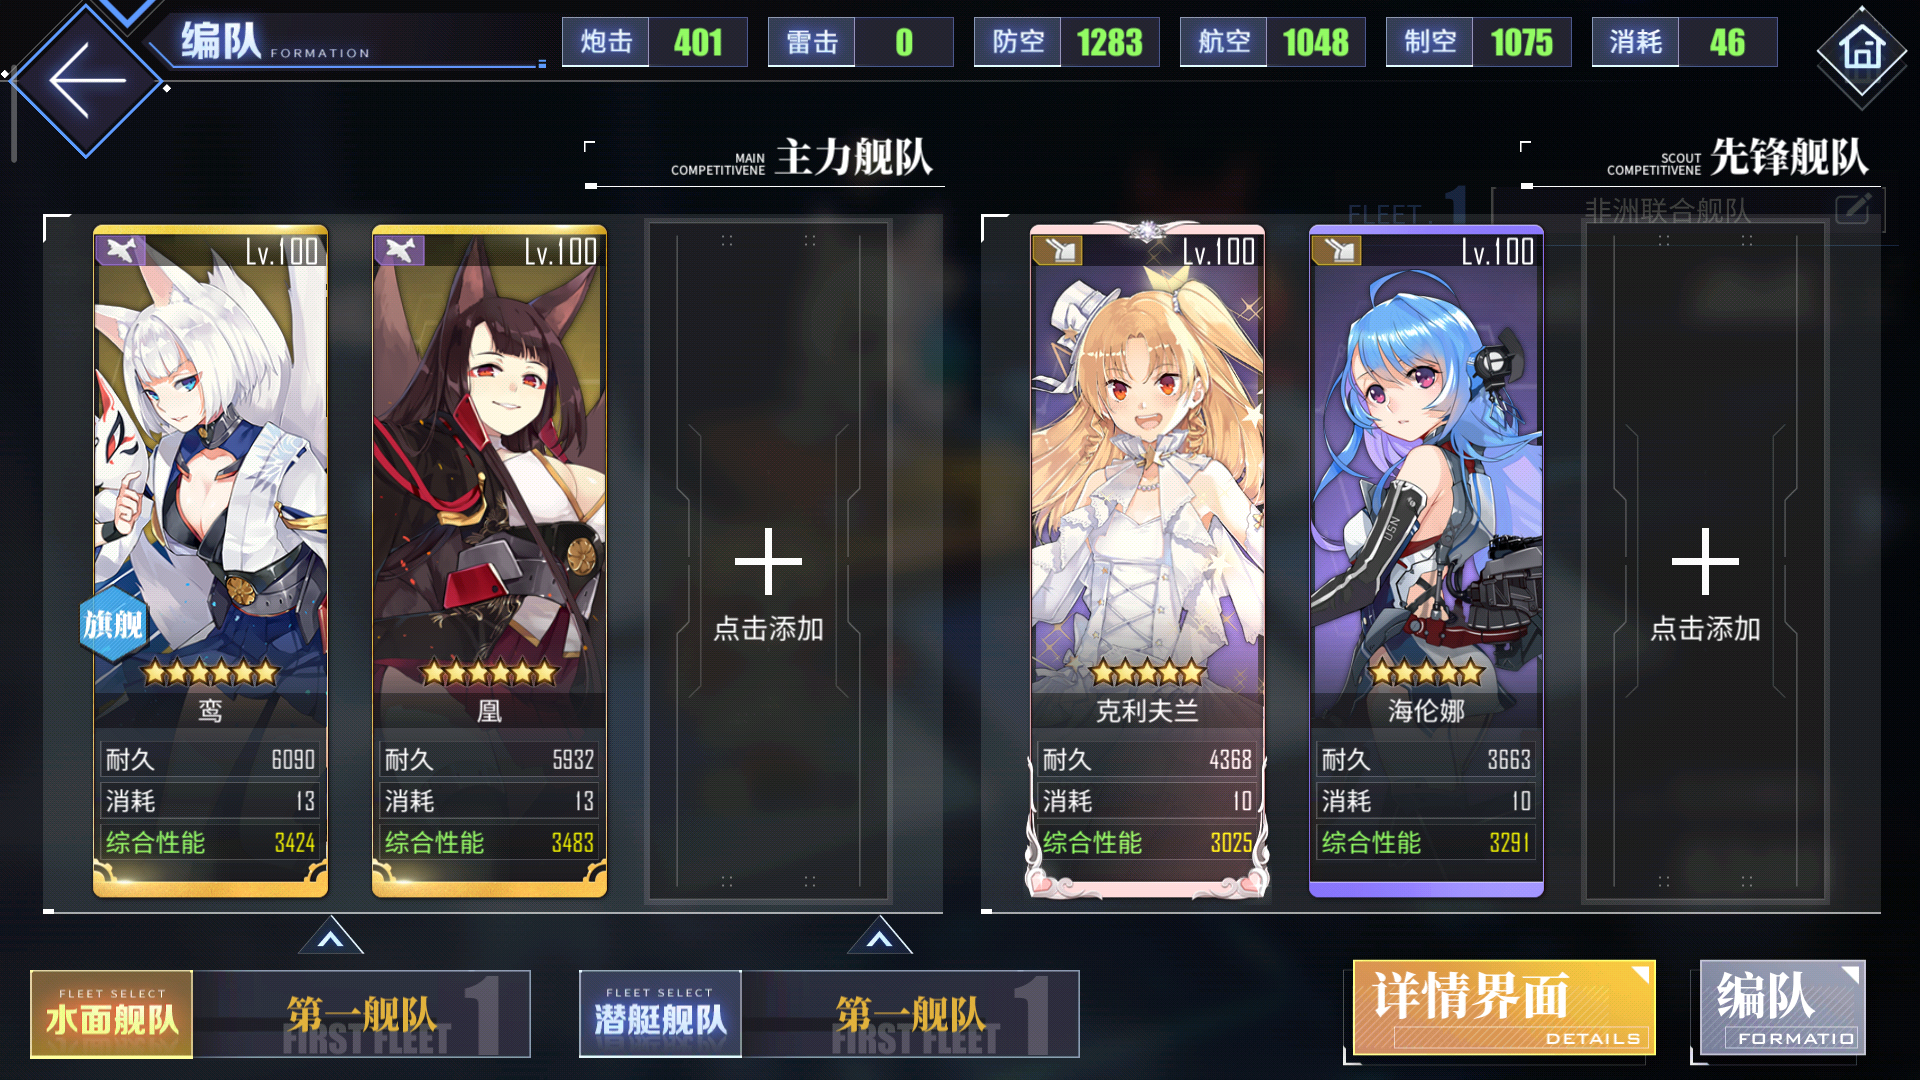 编队 FORMATION
炮击 401
雷击 0
防空 1283
航空 1048
制空 1075
消耗 46
MAIN COMPETITIVENE 主力舰队
SCOUT COMPETITIVENE 先锋舰队
FLEET. 1 非洲联合舰队
Lv.100
旗舰
鸾
耐久 6090
消耗 13
综合性能 3424
Lv.100
凰
耐久 5932
消耗 13
综合性能 3483
点击添加
Lv.100
克利夫兰
耐久 4368
消耗 10
综合性能 3025
Lv.100
USN
海伦娜
耐久 3663
消耗 10
综合性能 3291
点击添加
FLEET SELECT
水面舰队
第一舰队
FIRST FLEET 1
FLEET SELECT
潜艇舰队
第一舰队
FIRST FLEET 1
详情界面
DETAILS
编队
FORMATIO